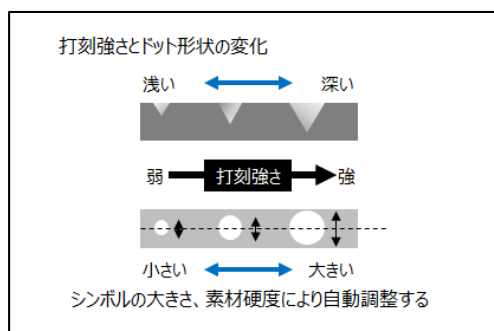 打刻強さとドット形状の変化
浅い 深い
弱 打刻強さ 強
小さい 大きい
シンボルの大きさ、素材硬度により自動調整する